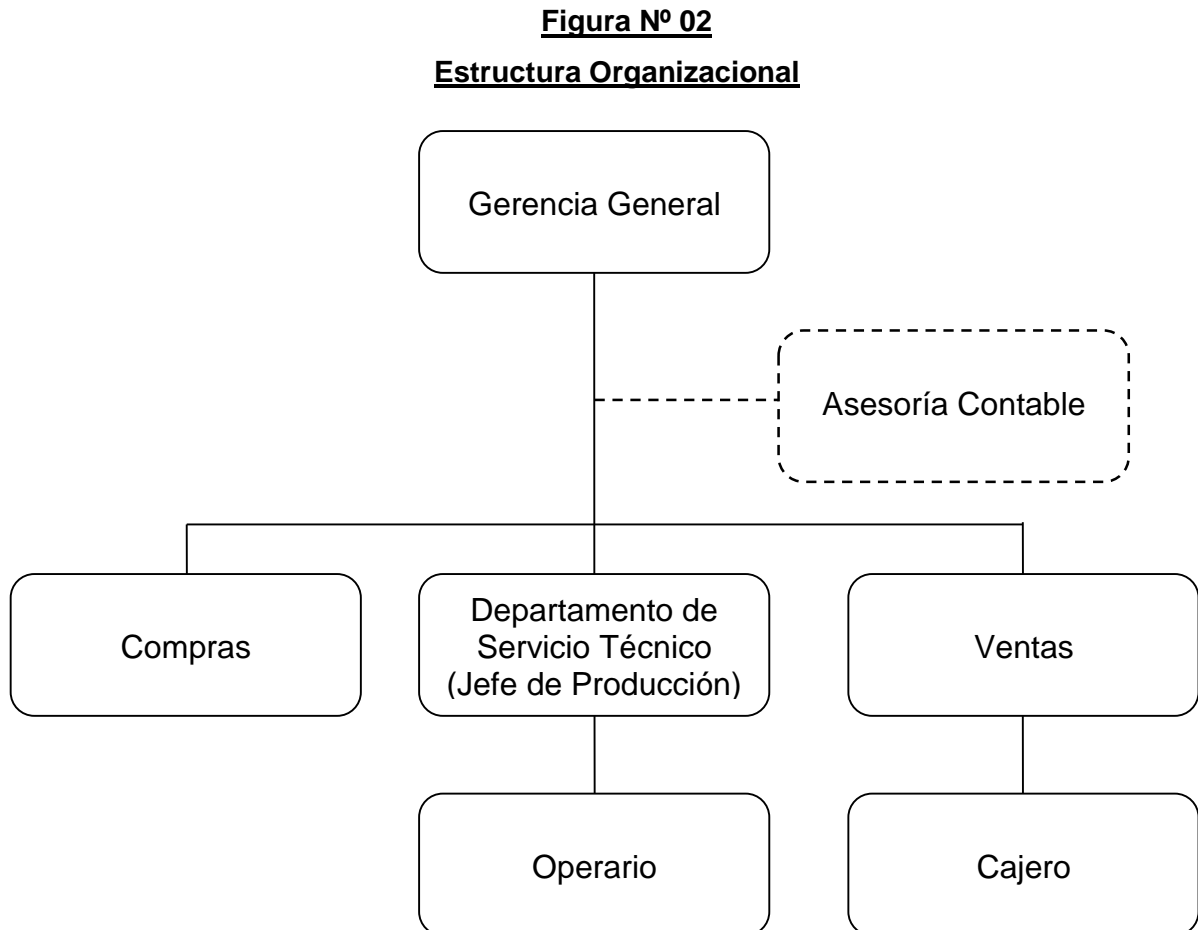 Figura Nº 02
Estructura Organizacional
Gerencia General
Asesoría Contable
Compras
Departamento de
Servicio Técnico
(Jefe de Producción)
Ventas
Operario
Cajero